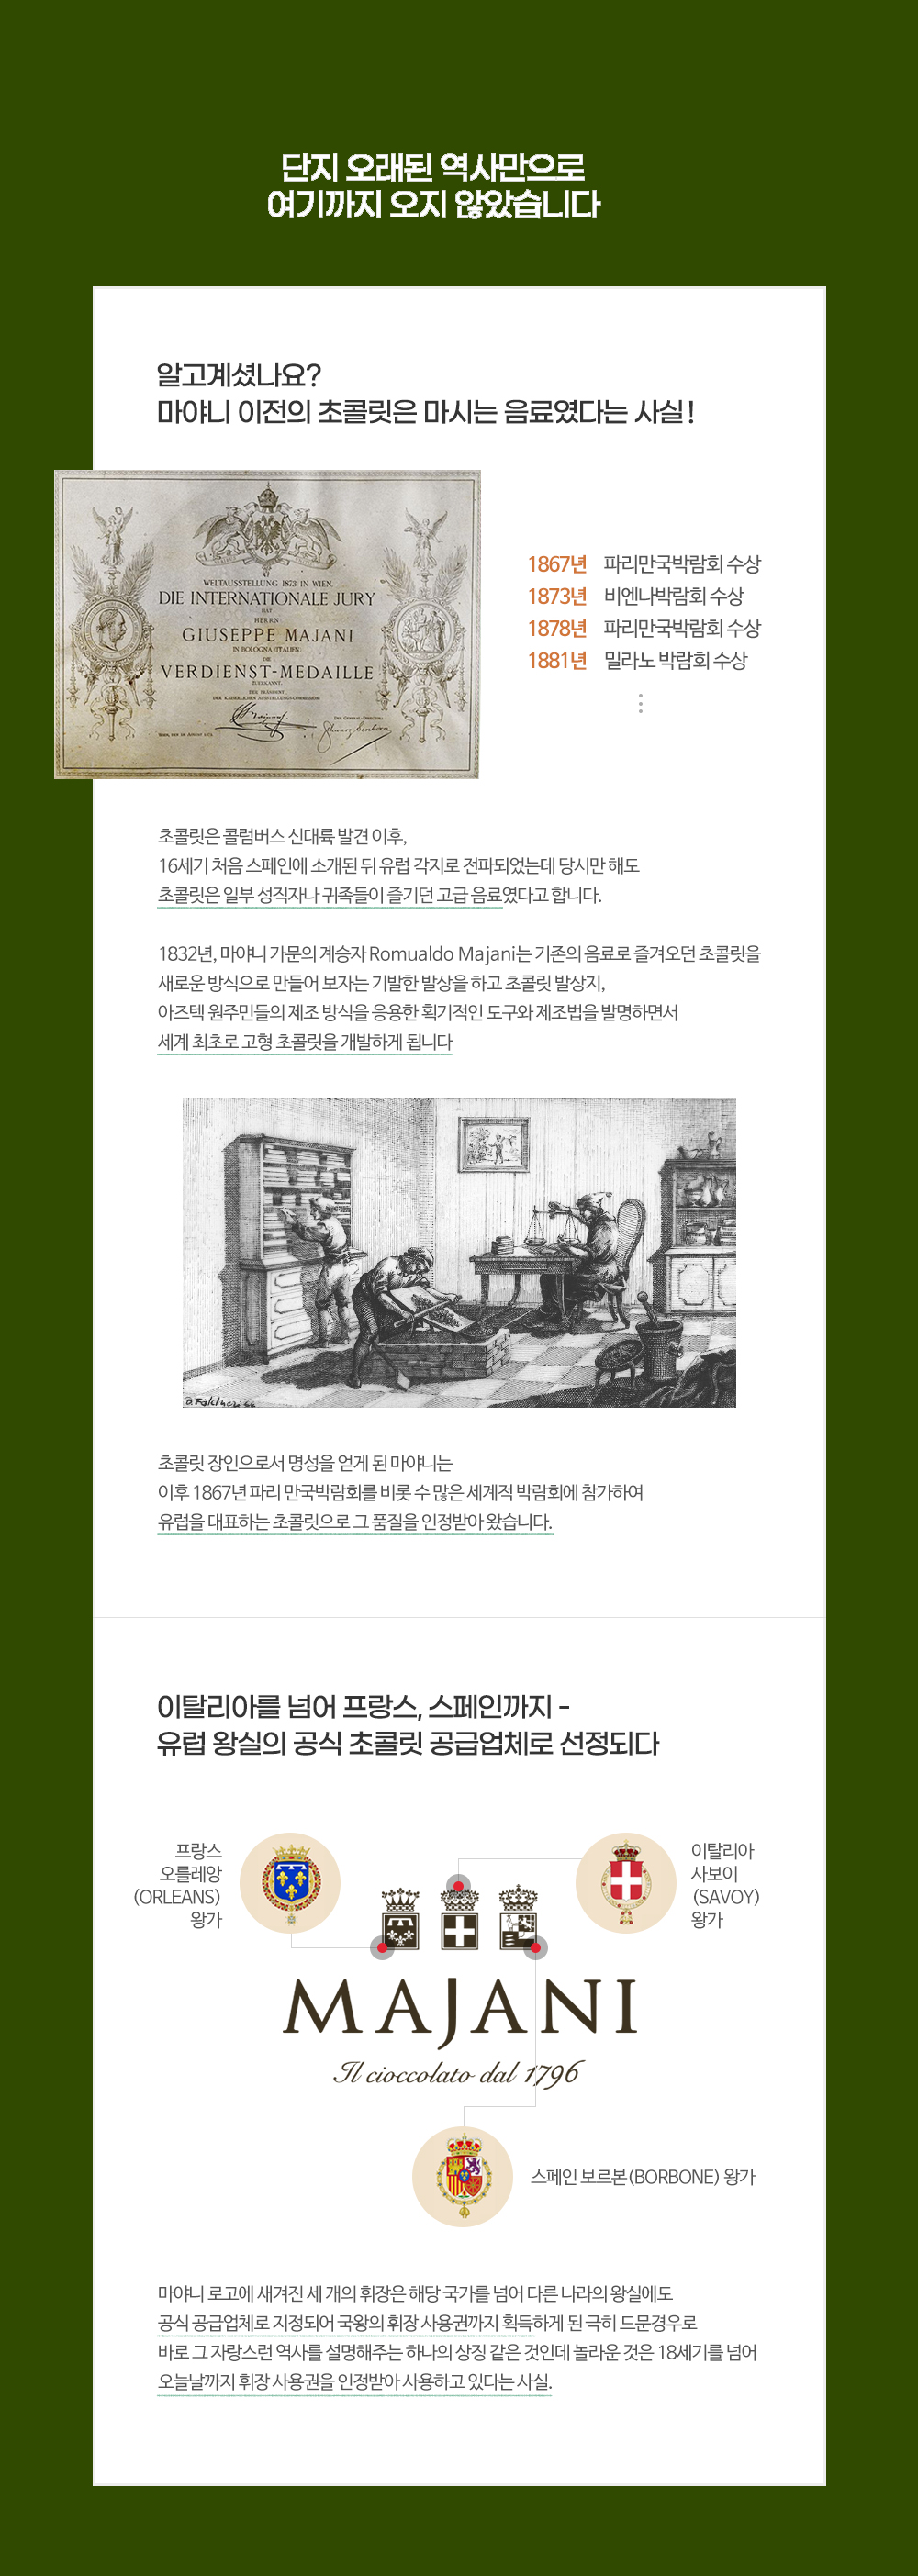 단지 오래된 역사만으로
여기까지 오지 않았습니다
알고계셨나요?
마야니 이전의 초콜릿은 마시는 음료였다는 사실!
WELTAUSSTELLUNG 1873 IN WIEN.
DIE INTERNATIONALE JURY
HAT
HERRN
GIUSEPPE MAJANI
IN BOLOGNA (ITALIEN)
DIE
VERDIENST-MEDAILLE
ZUERKANNT.
DER PRÄSIDENT
DER KAISERLICHEN AUSSTELLUNGS-COMMISSION
DER GENERAL-DIRECTOR
WIEN, DEN 18. AUGUST 1873.
1867년 파리만국박람회 수상
1873년 비엔나박람회 수상
1878년 파리만국박람회 수상
1881년 밀라노 박람회 수상
초콜릿은 콜럼버스 신대륙 발견 이후,
16세기 처음 스페인에 소개된 뒤 유럽 각지로 전파되었는데 당시만 해도
초콜릿은 일부 성직자나 귀족들이 즐기던 고급 음료였다고 합니다.
1832년, 마야니 가문의 계승자 Romualdo Majani는 기존의 음료로 즐겨오던 초콜릿을
새로운 방식으로 만들어 보자는 기발한 발상을 하고 초콜릿 발상지,
아즈텍 원주민들의 제조 방식을 응용한 획기적인 도구와 제조법을 발명하면서
세계 최초로 고형 초콜릿을 개발하게 됩니다
초콜릿 장인으로서 명성을 얻게 된 마야니는
이후 1867년 파리 만국박람회를 비롯 수 많은 세계적 박람회에 참가하여
유럽을 대표하는 초콜릿으로 그 품질을 인정받아 왔습니다.
이탈리아를 넘어 프랑스, 스페인까지 -
유럽 왕실의 공식 초콜릿 공급업체로 선정되다
프랑스
오를레앙
(ORLEANS)
왕가
이탈리아
사보이
(SAVOY)
왕가
MAJANI
Il cioccolato dal 1796
스페인 보르본(BORBONE) 왕가
마야니 로고에 새겨진 세 개의 휘장은 해당 국가를 넘어 다른 나라의 왕실에도
공식 공급업체로 지정되어 국왕의 휘장 사용권까지 획득하게 된 극히 드문경우로
바로 그 자랑스런 역사를 설명해주는 하나의 상징 같은 것인데 놀라운 것은 18세기를 넘어
오늘날까지 휘장 사용권을 인정받아 사용하고 있다는 사실.